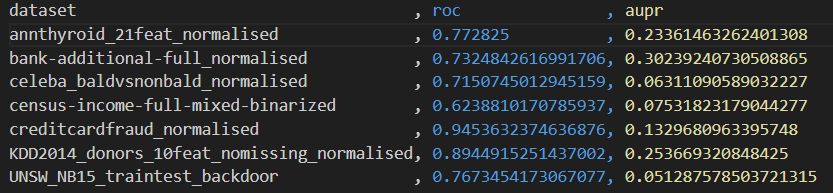 dataset , roc , aupr
annthyroid_21feat_normalised , 0.772825 , 0.23361463262401308
bank-additional-full_normalised , 0.7324842616991706, 0.30239240730508865
celeba_baldvsnonbald_normalised , 0.7150745012945159, 0.06311090589032227
census-income-full-mixed-binarized , 0.6238810170785937, 0.07531823179044277
creditcardfraud_normalised , 0.9453632374636876, 0.1329680963395748
KDD2014_donors_10feat_nomissing_normalised, 0.8944915251437002, 0.253669320848425
UNSW_NB15_traintest_backdoor , 0.7673454173067077, 0.051287578503721315